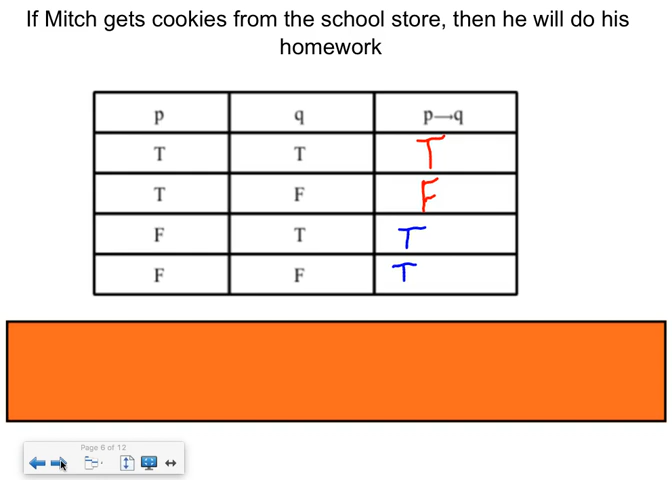 If Mitch gets cookies from the school store, then he will do his
homework
p q p→q
T T T
T F F
F T T
F F T
Page 6 of 12